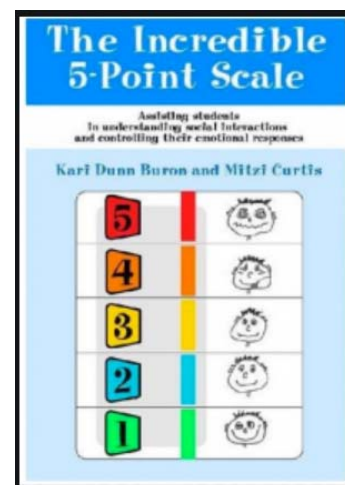 The Incredible
5-Point Scale
Assisting students
in understanding social interactions
and controlling their emotional responses
Kari Dunn Buron and Mitzi Curtis
5
4
3
2
1